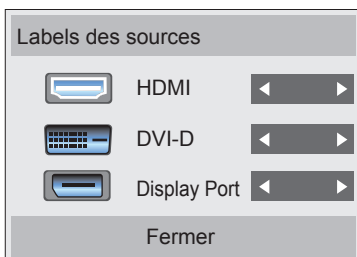 Labels des sources
HDMI
DVI-D
Display Port
Fermer